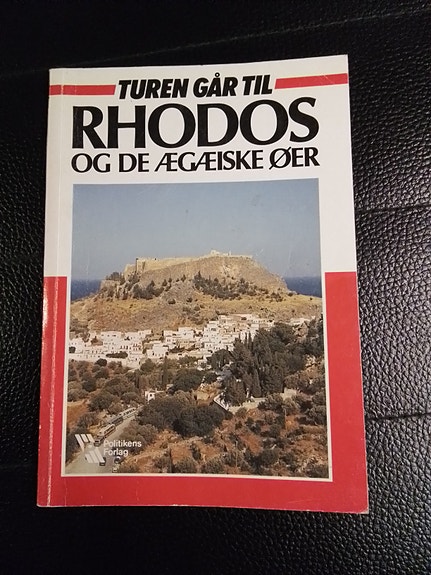 TUREN GÅR TIL
RHODOS
OG DE ÆGÆISKE ØER
Politikens
Forlag